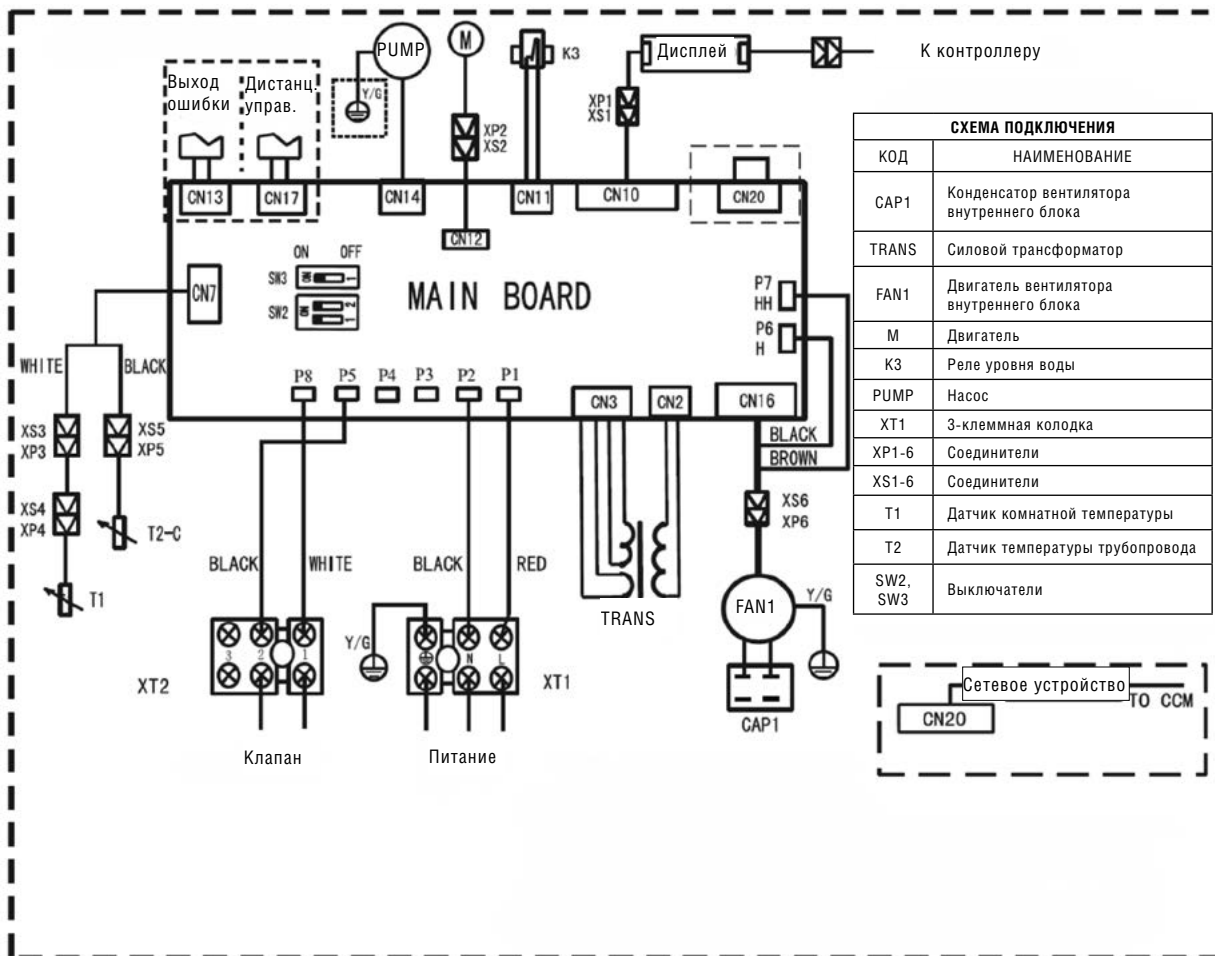 PUMP
M
K3
Дисплей
К контроллеру
Выход
ошибки
Дистанц.
управ.
Y/G
XP2
XS2
XP1
XS1
CN13
CN17
CN14
CN11
CN10
CN20
CN12
ON OFF
SW3 ON 1
SW2 ON 1 2
CN7
MAIN BOARD
P7
HH
P6
H
P8 P5 P4 P3 P2 P1
CN3
CN2
CN16
WHITE
BLACK
BLACK
BROWN
XS3
XP3
XS5
XP5
XS4
XP4
T2-C
T1
XS6
XP6
BLACK
WHITE
BLACK
RED
TRANS
FAN1
Y/G
Y/G
3 2 1
N L
XT2
XT1
CAP1
Клапан
Питание
СХЕМА ПОДКЛЮЧЕНИЯ
КОД НАИМЕНОВАНИЕ
CAP1 Конденсатор вентилятора
внутреннего блока
TRANS Силовой трансформатор
FAN1 Двигатель вентилятора
внутреннего блока
M Двигатель
K3 Реле уровня воды
PUMP Насос
XT1 3-клеммная колодка
XP1-6 Соединители
XS1-6 Соединители
T1 Датчик комнатной температуры
T2 Датчик температуры трубопровода
SW2,
SW3 Выключатели
Сетевое устройство
TO CCM
CN20